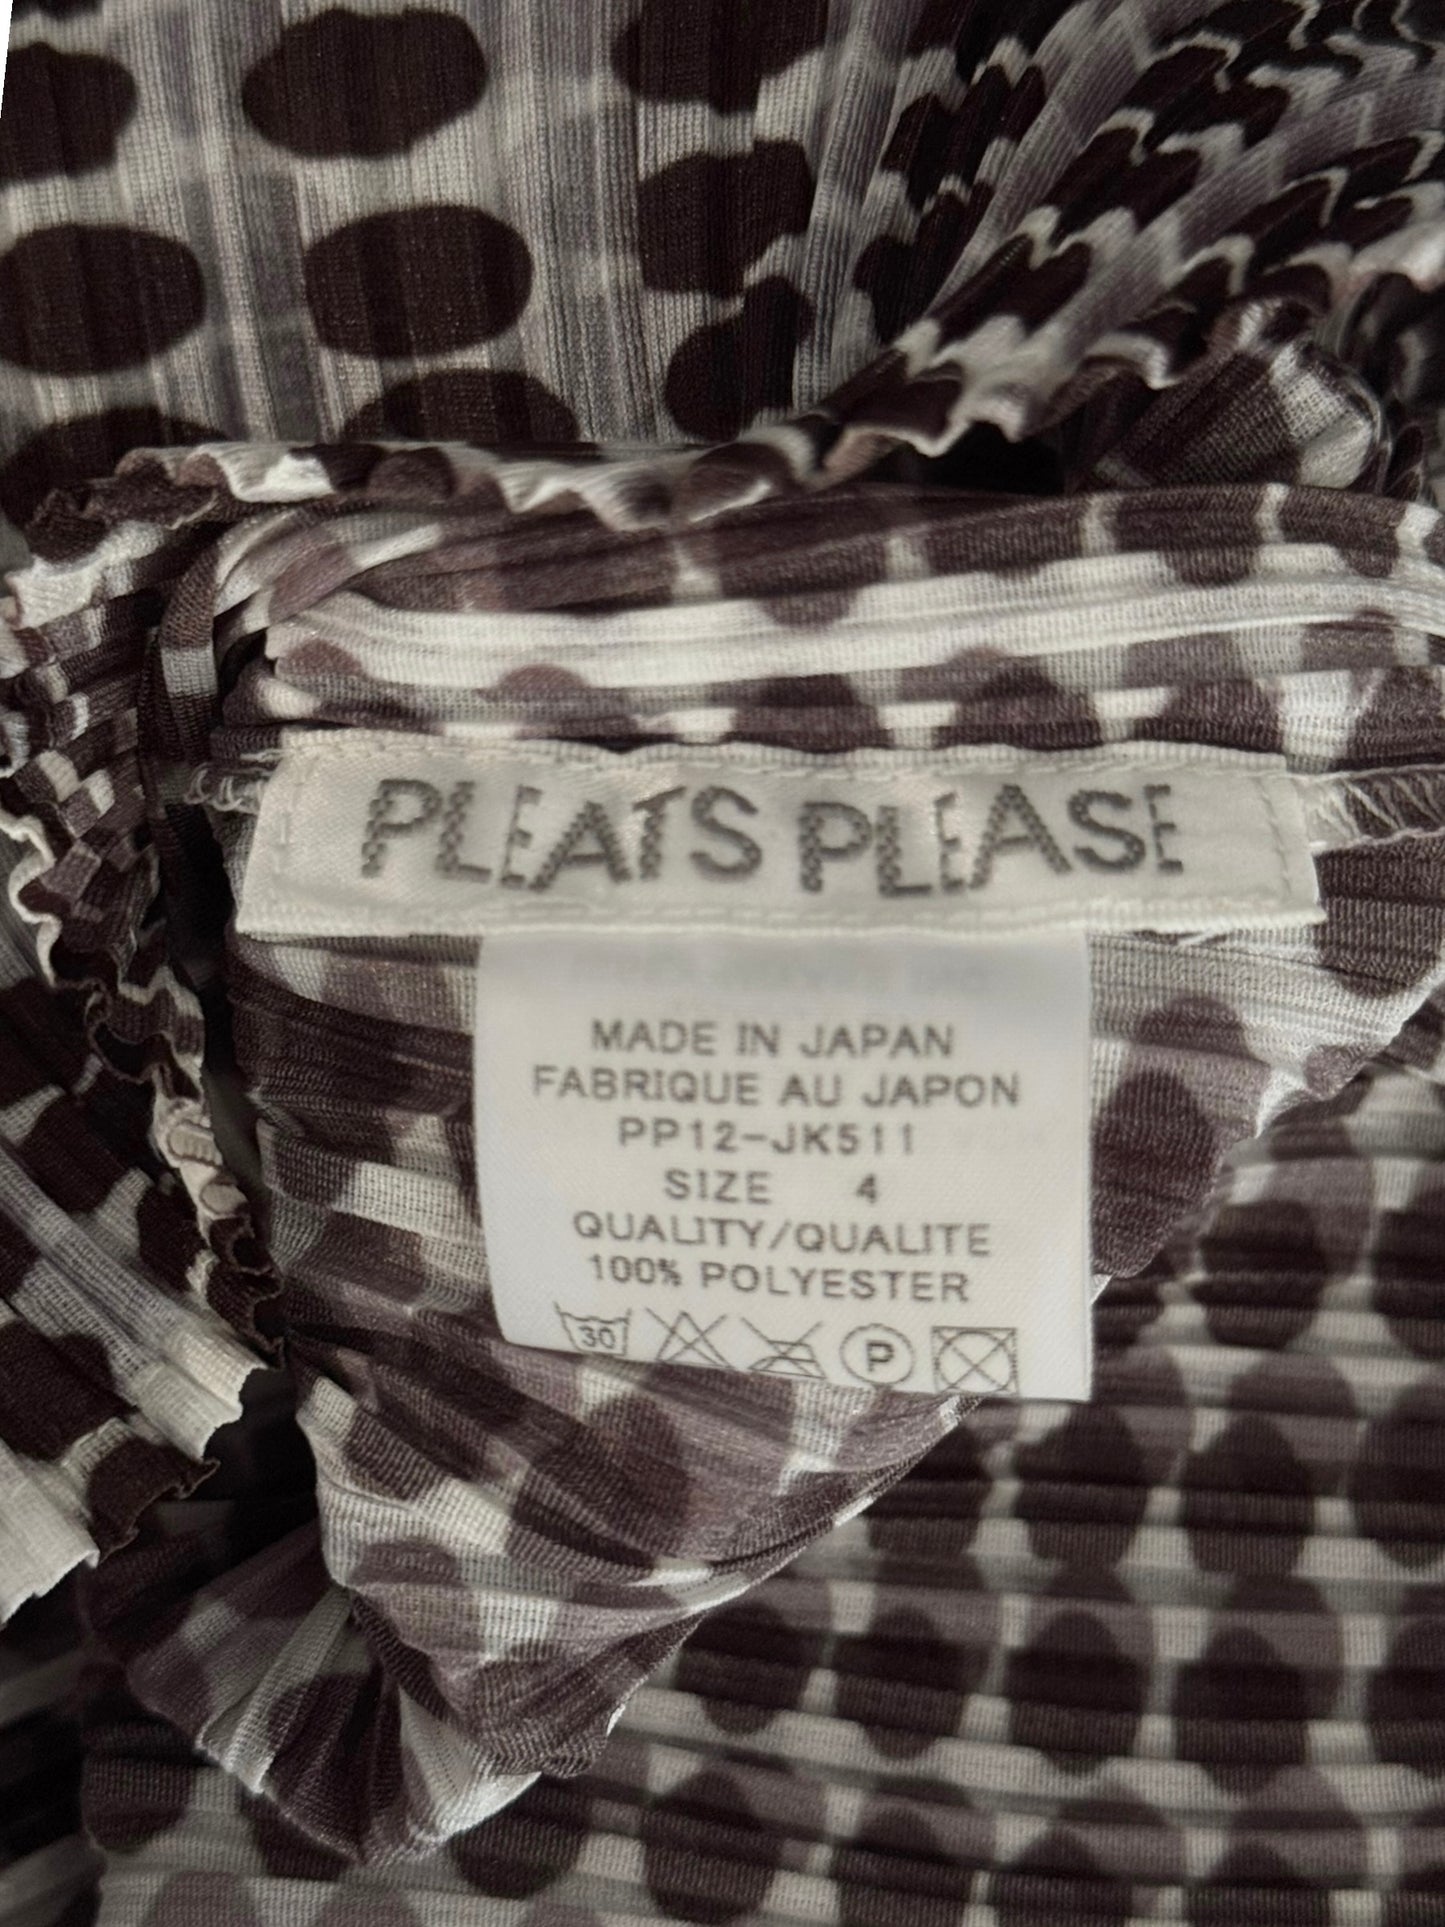 PLEATS PLEASE
MADE IN JAPAN
FABRIQUE AU JAPON
PP12-JK511
SIZE 4
QUALITY/QUALITE
100% POLYESTER
30 P